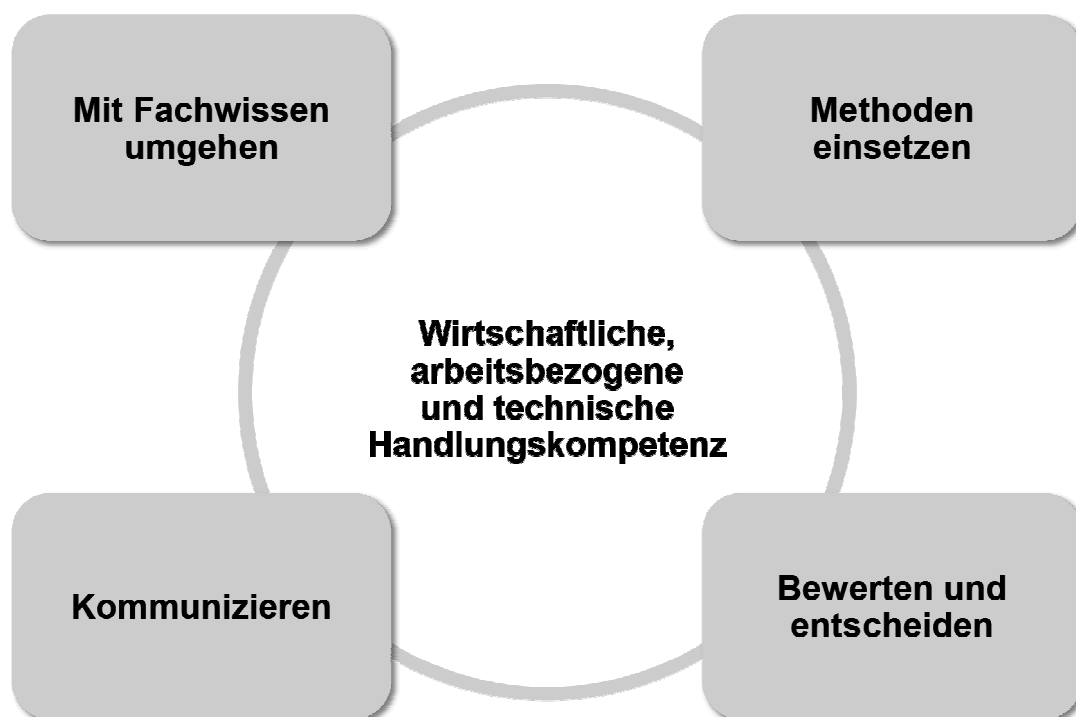 Mit Fachwissen
umgehen
Methoden
einsetzen
Wirtschaftliche,
arbeitsbezogene
und technische
Handlungskompetenz
Kommunizieren
Bewerten und
entscheiden